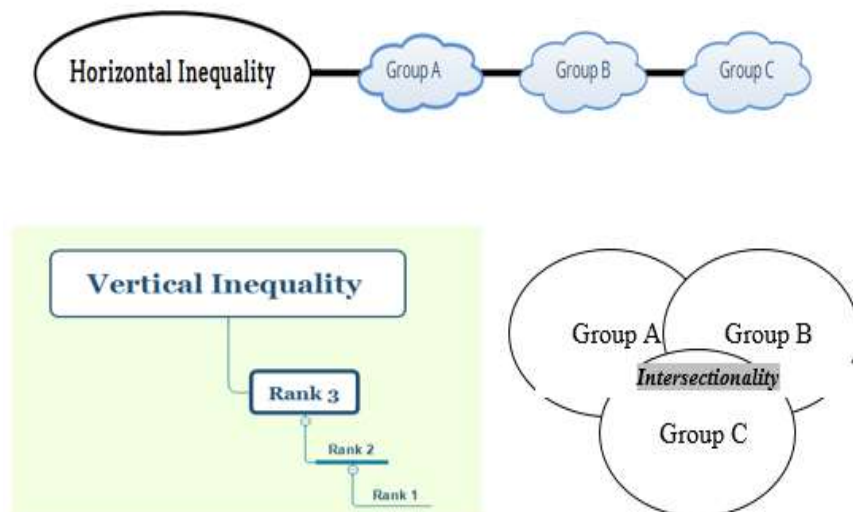 Horizontal Inequality
Group A
Group B
Group C
Vertical Inequality
Rank 3
Rank 2
Rank 1
Group A
Group B
Intersectionality
Group C